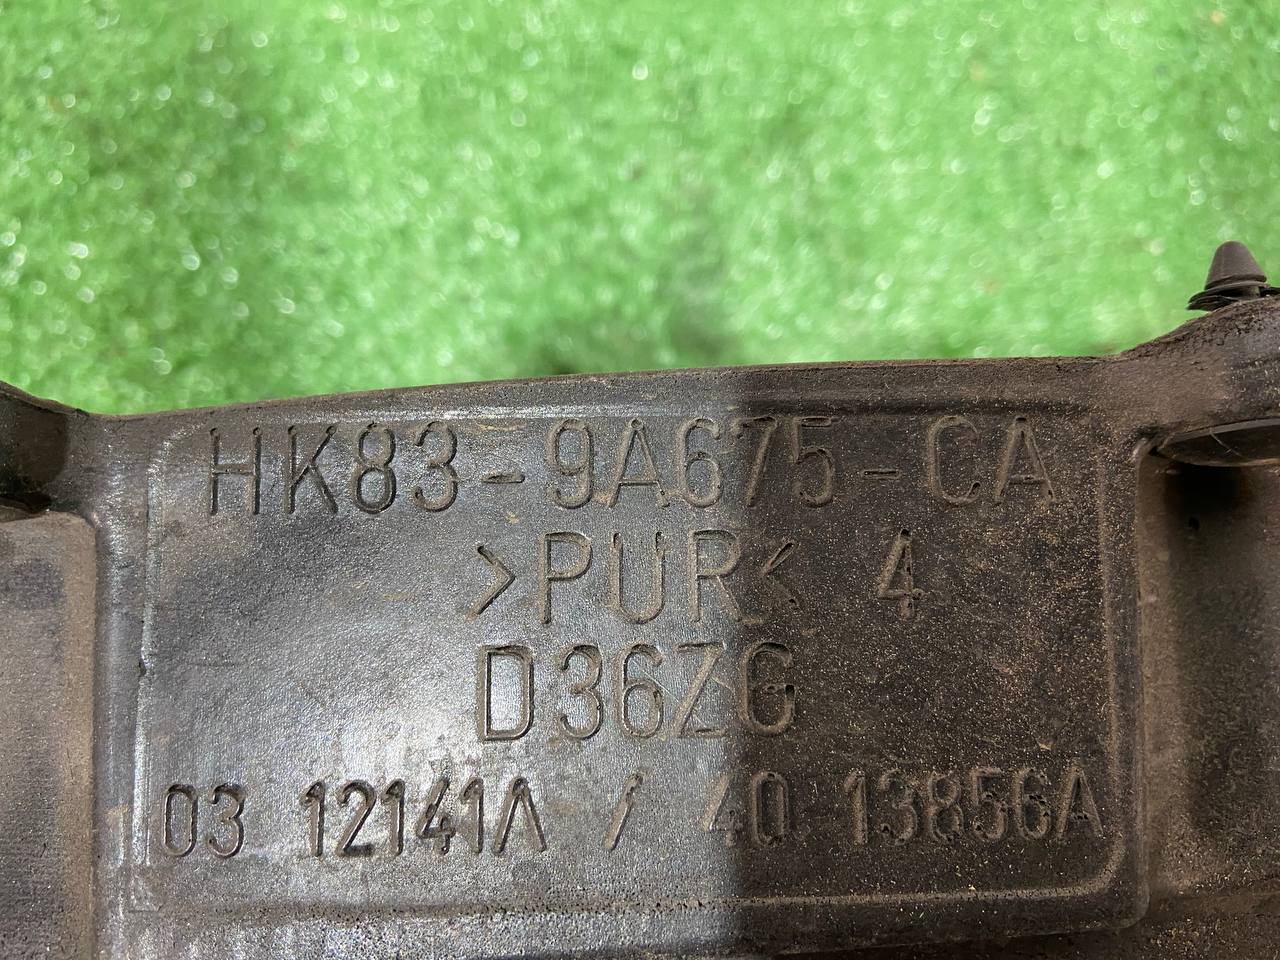 HK83-9A675-CA
>PUR< 4
D36ZG
03 12141A / 40 13856A